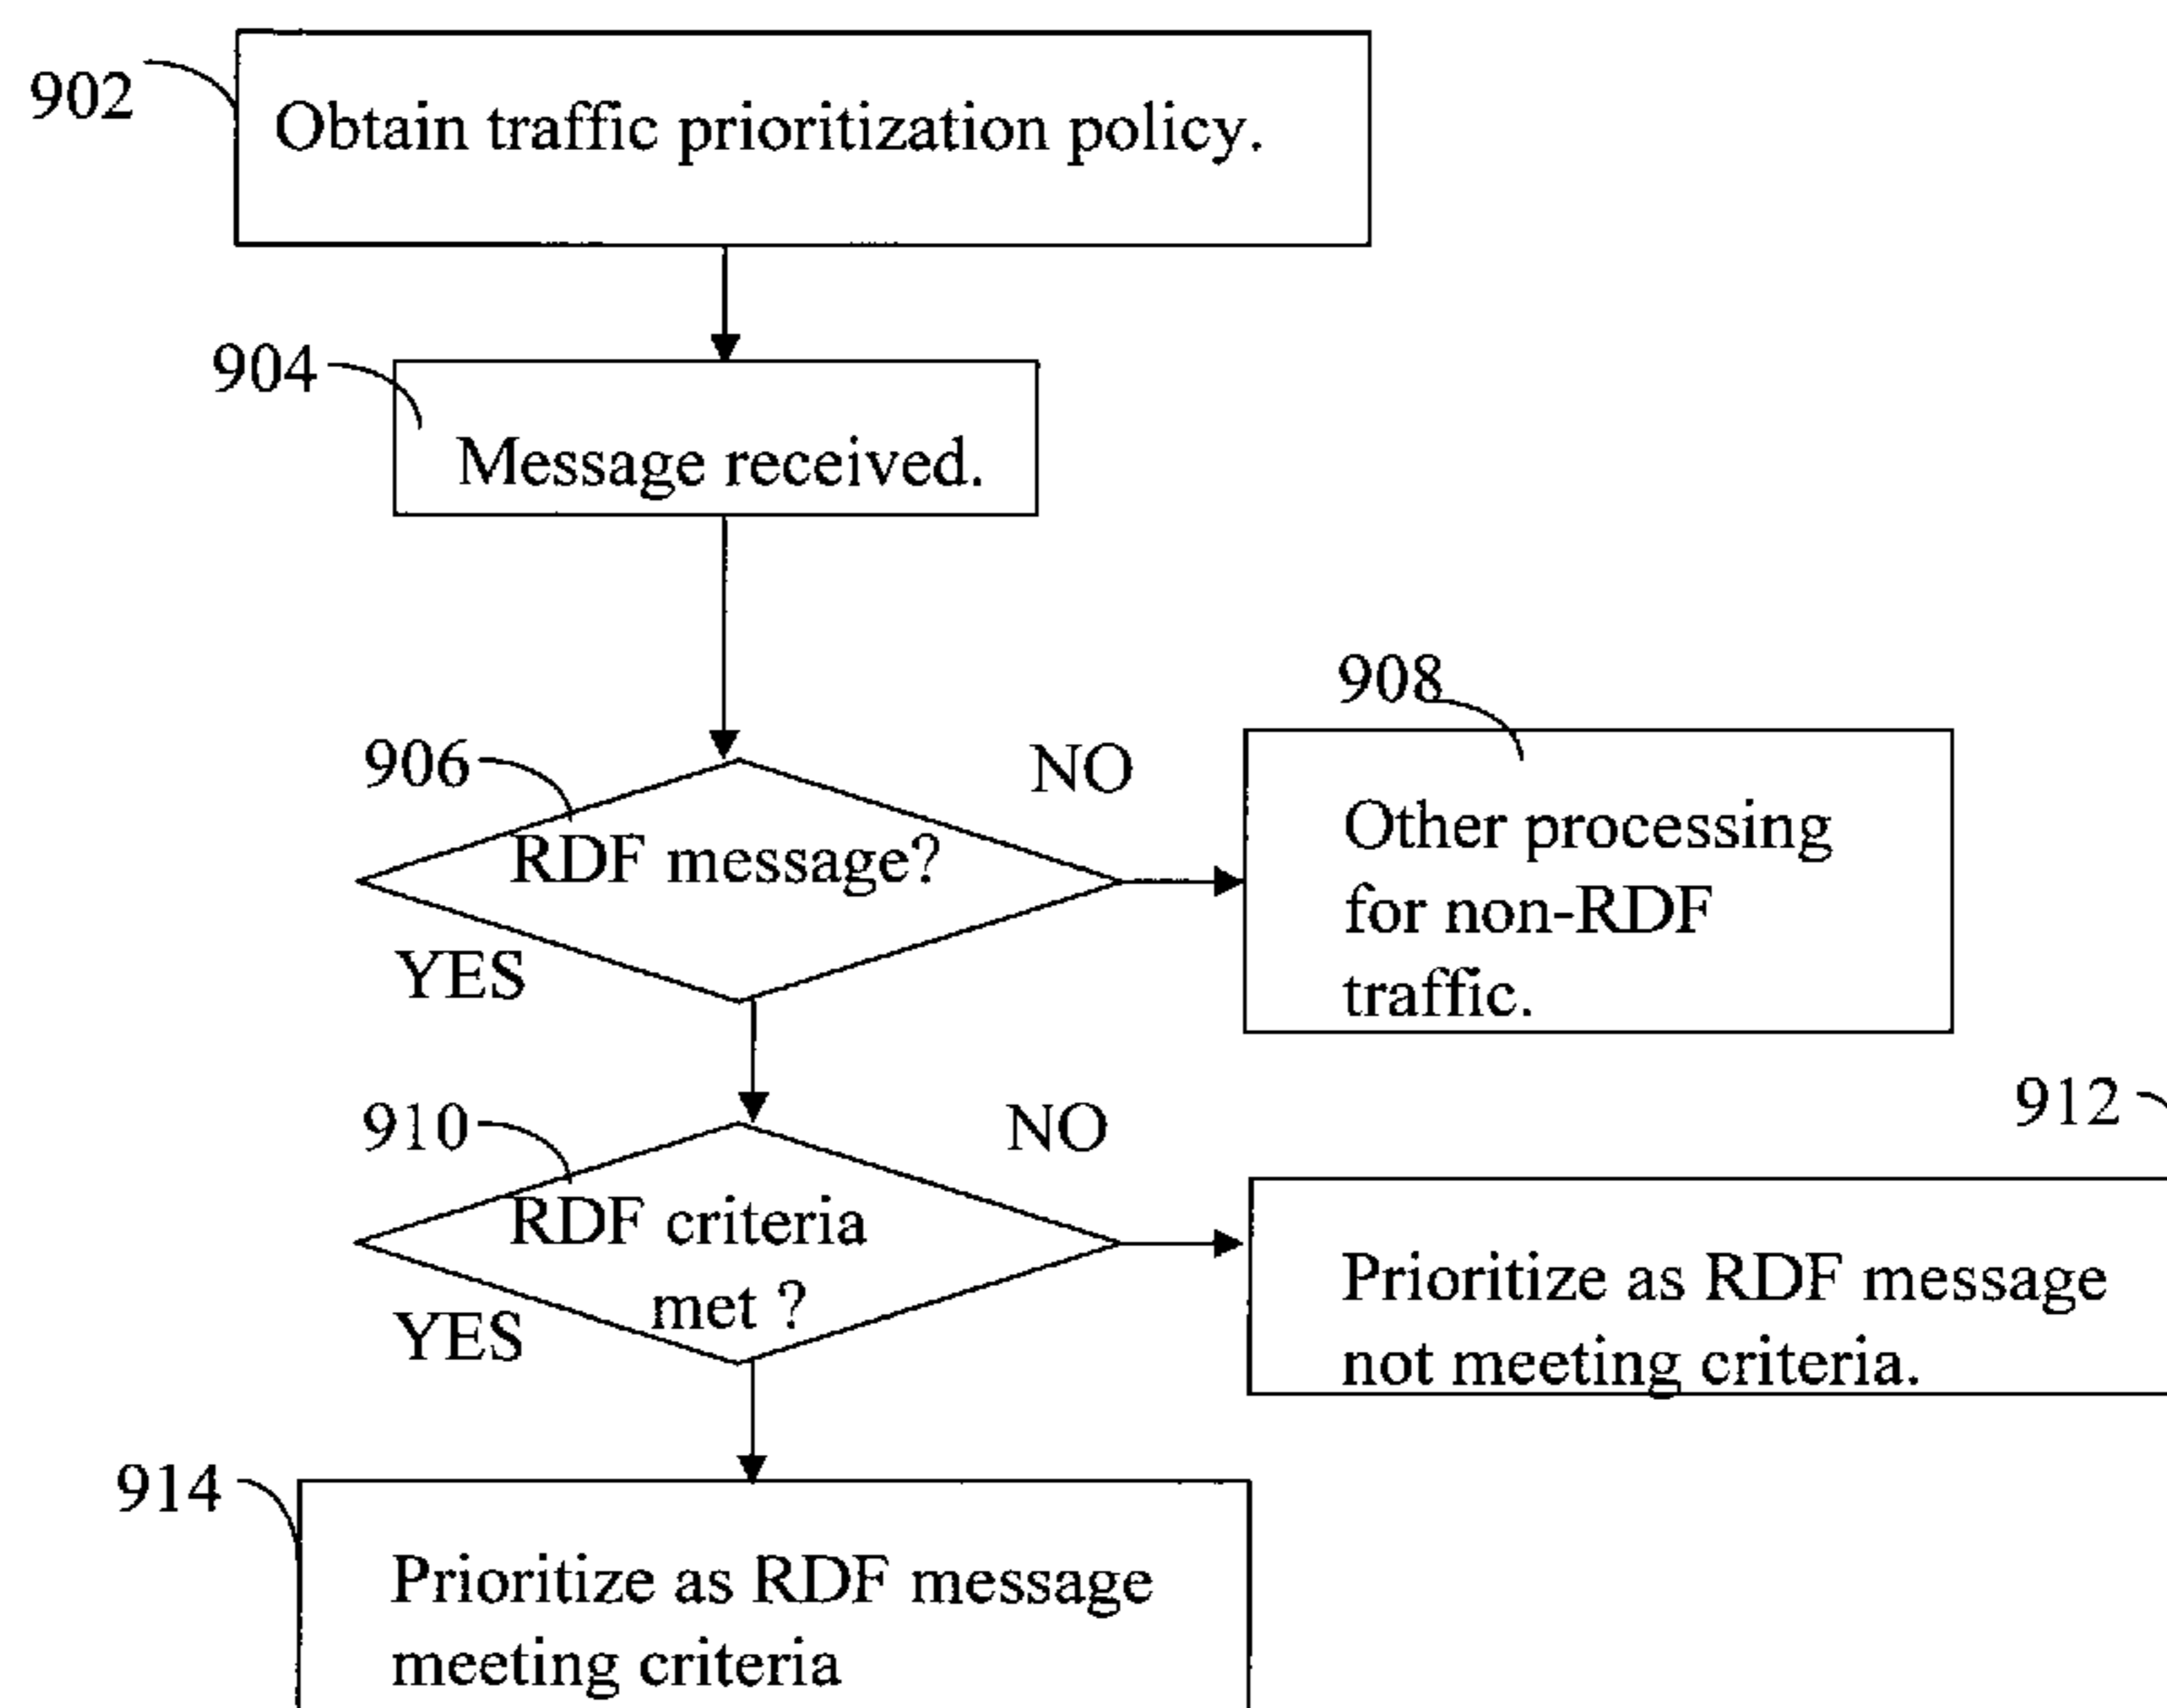 902
Obtain traffic prioritization policy.
904
Message received.
908
906
NO
RDF message?
YES
Other processing
for non-RDF
traffic.
912
910
NO
RDF criteria
met ?
YES
Prioritize as RDF message
not meeting criteria.
914
Prioritize as RDF message
meeting criteria